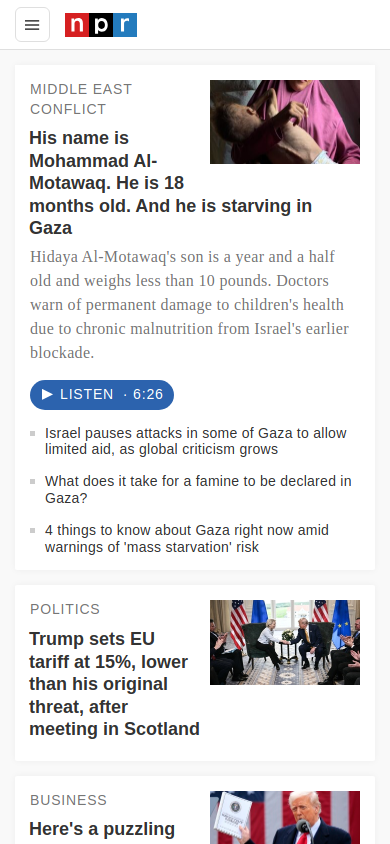 npr
MIDDLE EAST
CONFLICT
His name is
Mohammad Al-
Motawaq. He is 18
months old. And he is starving in
Gaza
Hidaya Al-Motawaq's son is a year and a half
old and weighs less than 10 pounds. Doctors
warn of permanent damage to children's health
due to chronic malnutrition from Israel's earlier
blockade.
LISTEN · 6:26
Israel pauses attacks in some of Gaza to allow
limited aid, as global criticism grows
What does it take for a famine to be declared in
Gaza?
4 things to know about Gaza right now amid
warnings of 'mass starvation' risk
POLITICS
Trump sets EU
tariff at 15%, lower
than his original
threat, after
meeting in Scotland
BUSINESS
Here's a puzzling